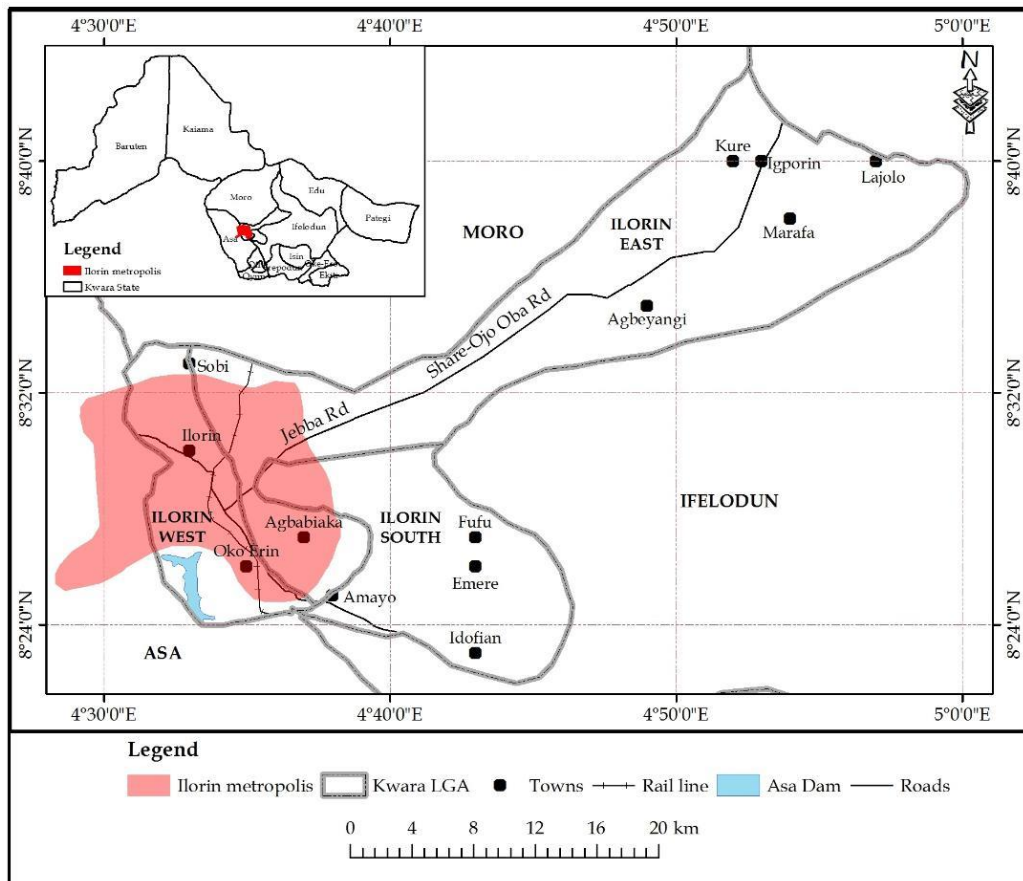 4°30'0"E
4°40'0"E
4°50'0"E
5°0'0"E
N
8°40'0"N
8°32'0"N
8°24'0"N
8°40'0"N
8°32'0"N
8°24'0"N
Baruten
Kaiama
Moro
Edu
Pategi
Asa
Ifelodun
Isin
Ekiti
Legend
Ilorin metropolis
Kwara State
Kure
Igporin
Lajolo
MORO
ILORIN
EAST
Marafa
Agbeyangi
Share-Ojo Oba Rd
Sobi
Jebba Rd
Ilorin
ILORIN
WEST
Agbabiaka
ILORIN
SOUTH
Fufu
IFELODUN
Oko Erin
Emere
Amayo
ASA
Idofian
4°30'0"E
4°40'0"E
4°50'0"E
5°0'0"E
Legend
Ilorin metropolis
Kwara LGA
Towns
Rail line
Asa Dam
Roads
0 4 8 12 16 20 km